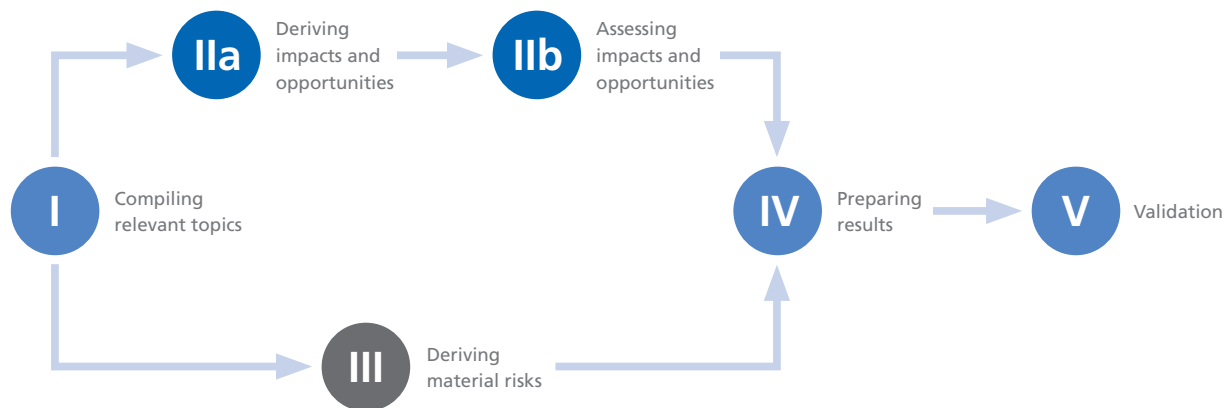 IIa
Deriving
impacts and
opportunities
IIb
Assessing
impacts and
opportunities
I
Compiling
relevant topics
IV
Preparing
results
V
Validation
III
Deriving
material risks